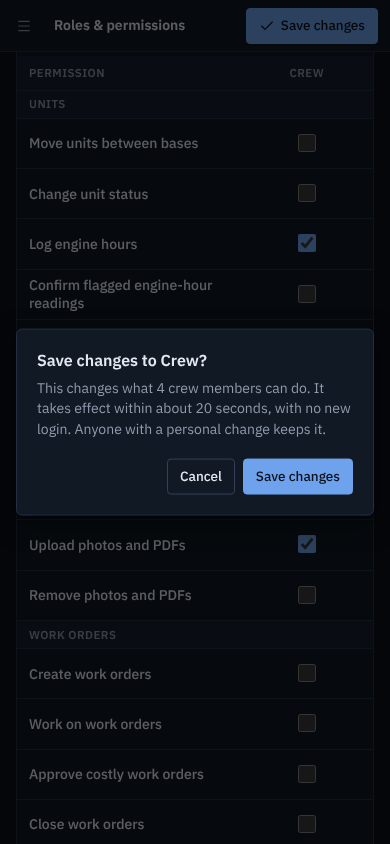 Roles & permissions
Save changes
PERMISSION
CREW
UNITS
Move units between bases
Change unit status
Log engine hours
Confirm flagged engine-hour
readings
Save changes to Crew?
This changes what 4 crew members can do. It
takes effect within about 20 seconds, with no new
login. Anyone with a personal change keeps it.
Cancel
Save changes
Upload photos and PDFs
Remove photos and PDFs
WORK ORDERS
Create work orders
Work on work orders
Approve costly work orders
Close work orders